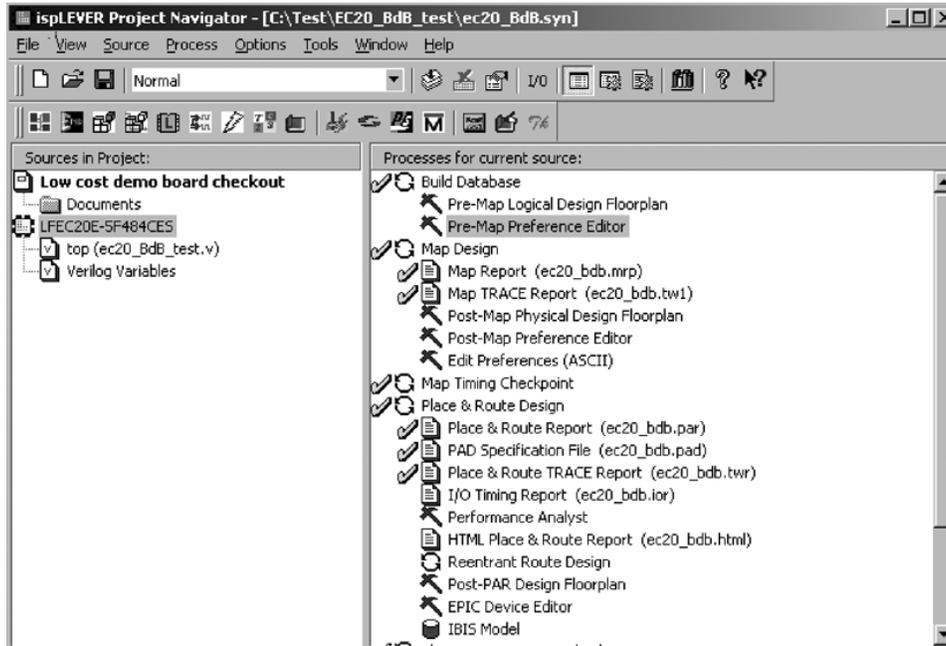 ispLEVER Project Navigator - [C:\Test\EC20_BdB_test\ec20_BdB.syn]
File View Source Process Options Tools Window Help
Normal
I/O
Sources in Project:
Low cost demo board checkout
Documents
LFEC20E-5F484CES
top (ec20_BdB_test.v)
Verilog Variables
Processes for current source:
Build Database
Pre-Map Logical Design Floorplan
Pre-Map Preference Editor
Map Design
Map Report (ec20_bdb.mrp)
Map TRACE Report (ec20_bdb.tw1)
Post-Map Physical Design Floorplan
Post-Map Preference Editor
Edit Preferences (ASCII)
Map Timing Checkpoint
Place & Route Design
Place & Route Report (ec20_bdb.par)
PAD Specification File (ec20_bdb.pad)
Place & Route TRACE Report (ec20_bdb.twr)
I/O Timing Report (ec20_bdb.ior)
Performance Analyst
HTML Place & Route Report (ec20_bdb.html)
Reentrant Route Design
Post-PAR Design Floorplan
EPIC Device Editor
IBIS Model